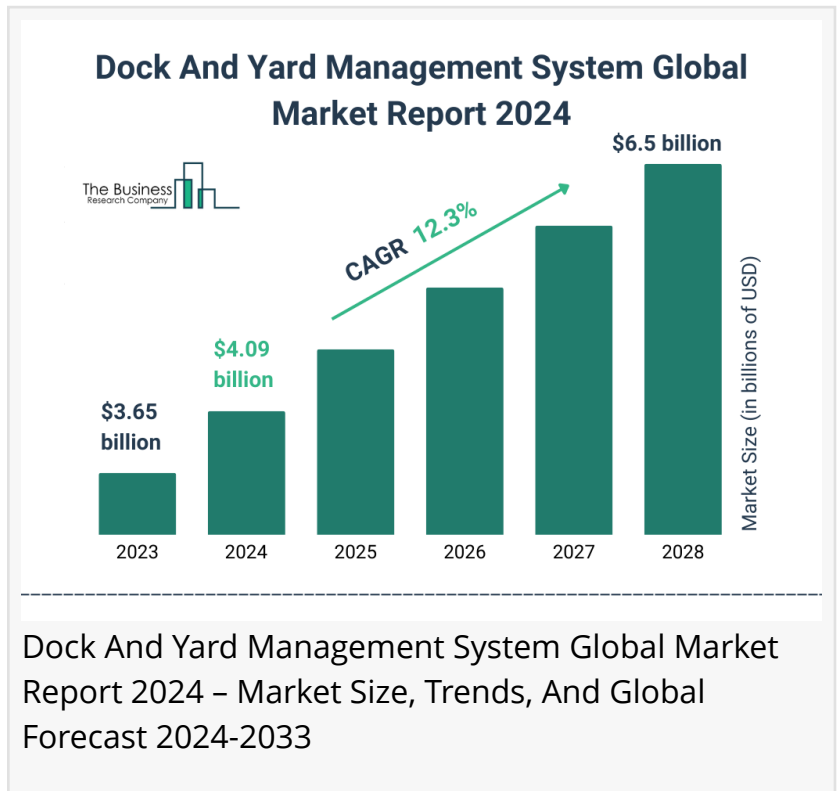 Dock And Yard Management System Global
Market Report 2024
$6.5 billion
The Business
Research Company
CAGR 12.3%
$4.09
billion
$3.65
billion
Market Size (in billions of USD)
2023
2024
2025
2026
2027
2028
Dock And Yard Management System Global Market
Report 2024 – Market Size, Trends, And Global
Forecast 2024-2033